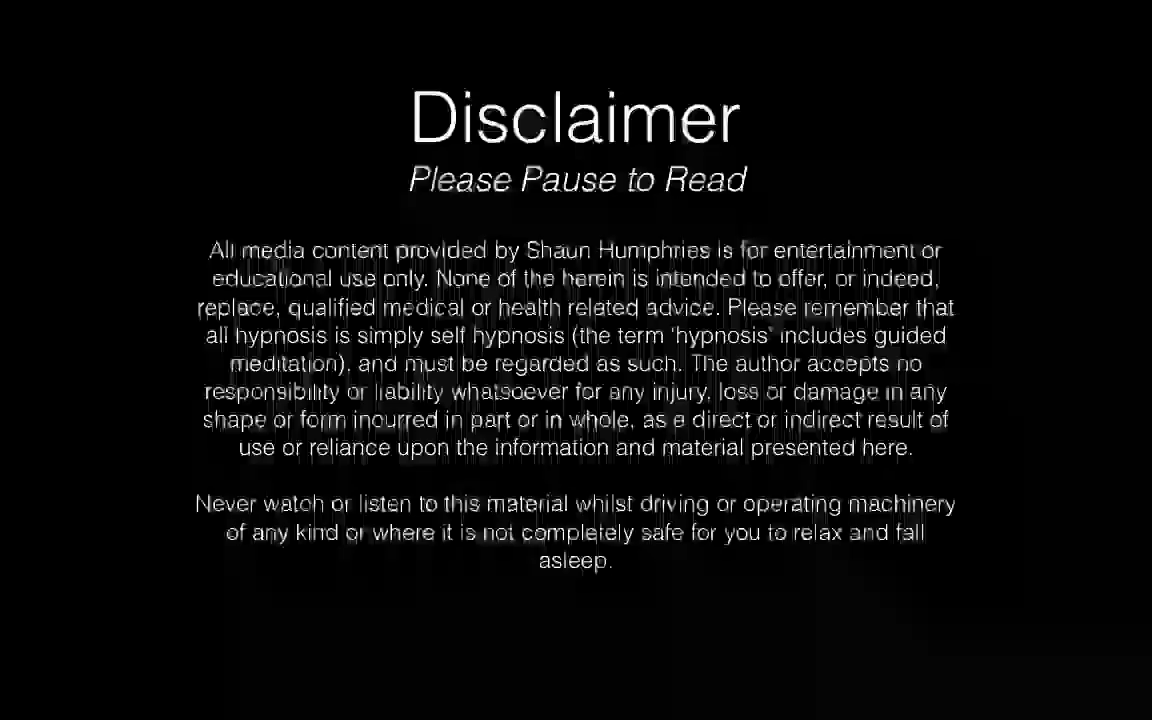 Disclaimer
Please Pause to Read
All media content provided by Shaun Humphries is for entertainment or
educational use only. None of the herein is intended to offer, or indeed,
replace, qualified medical or health related advice. Please remember that
all hypnosis is simply self hypnosis (the term 'hypnosis' includes guided
meditation), and must be regarded as such. The author accepts no
responsibility or liability whatsoever for any injury, loss or damage in any
shape or form incurred in part or in whole, as a direct or indirect result of
use or reliance upon the information and material presented here.
Never watch or listen to this material whilst driving or operating machinery
of any kind or where it is not completely safe for you to relax and fall
asleep.